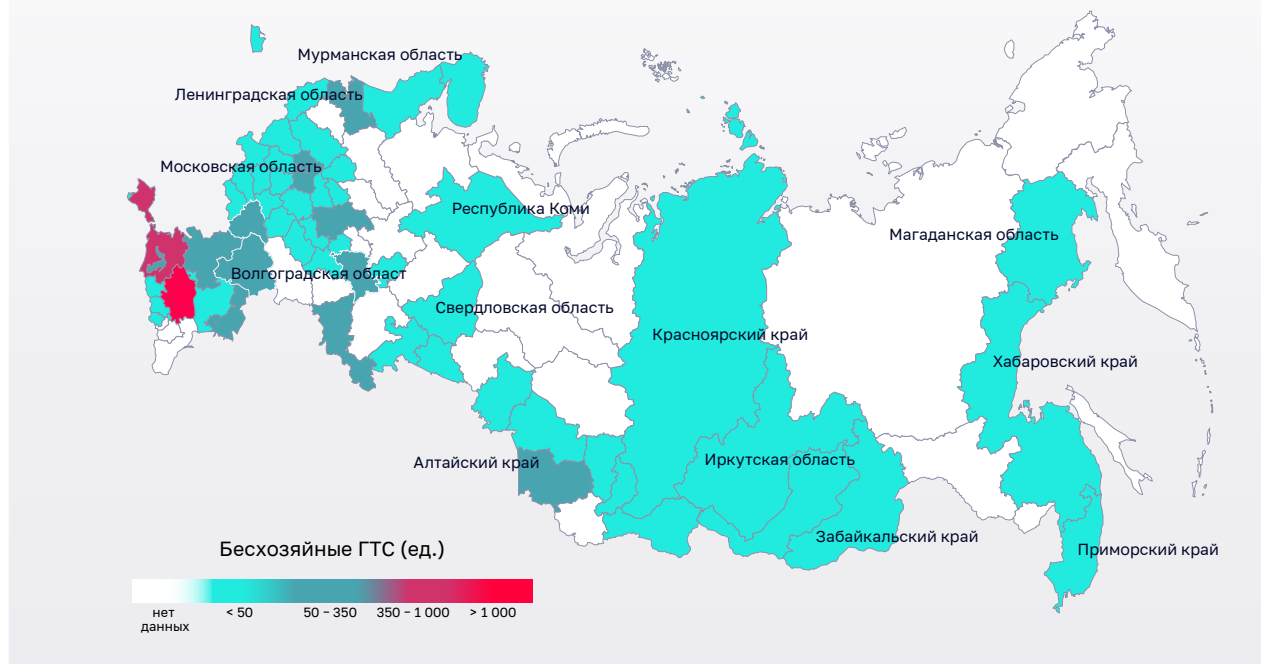 Мурманская область
Ленинградская область
Московская область
Республика Коми
Магаданская область
Волгоградская област
Свердловская область
Красноярский край
Хабаровский край
Алтайский край
Иркутская область
Забайкальский край
Приморский край
Бесхозяйные ГТС (ед.)
нет
данных
< 50
50 – 350
350 – 1 000
> 1 000